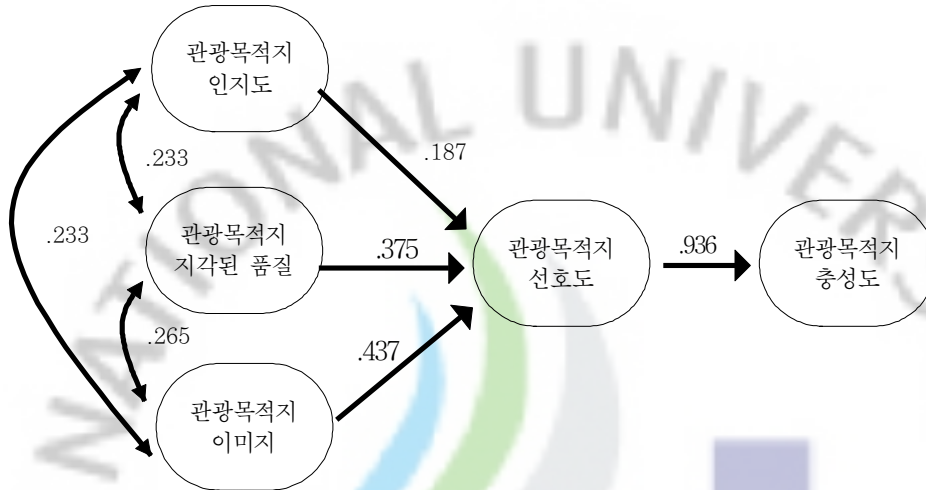 관광목적지
인지도
.233
.187
.233
관광목적지
지각된 품질
.375
관광목적지
선호도
.936
관광목적지
충성도
.265
.437
관광목적지
이미지
NATIONAL UNIVERS